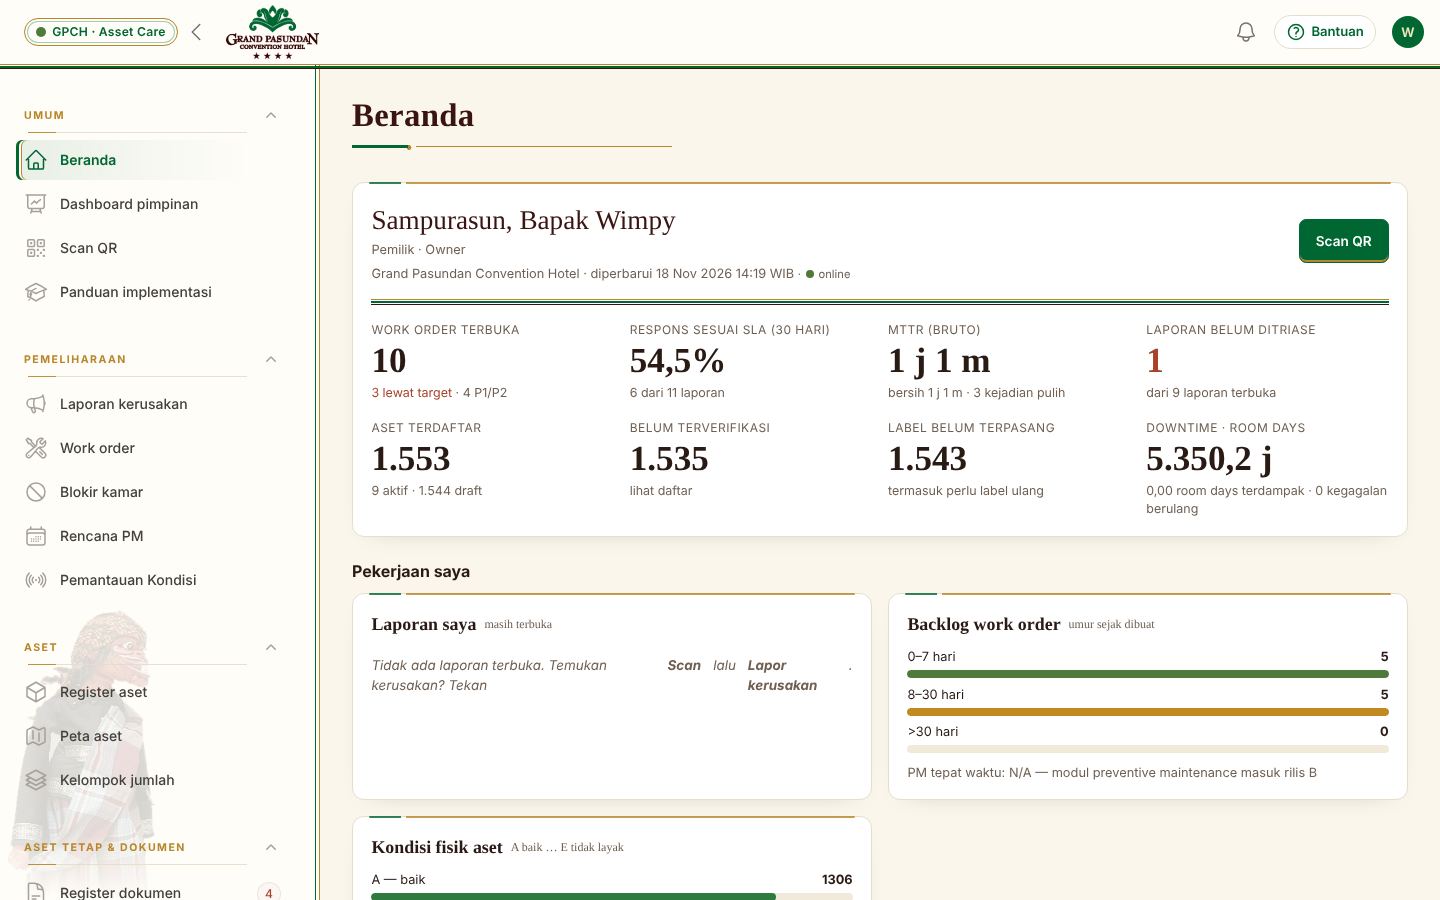 GPCH · Asset Care
GRAND PASUNDAN
CONVENTION HOTEL
Bantuan
W
UMUM
Beranda
Dashboard pimpinan
Scan QR
Panduan implementasi
PEMELIHARAAN
Laporan kerusakan
Work order
Blokir kamar
Rencana PM
Pemantauan Kondisi
ASET
Register aset
Peta aset
Kelompok jumlah
ASET TETAP & DOKUMEN
Register dokumen 4
Beranda
Sampurasun, Bapak Wimpy
Pemilik · Owner
Grand Pasundan Convention Hotel · diperbarui 18 Nov 2026 14:19 WIB · online
Scan QR
WORK ORDER TERBUKA
10
3 lewat target · 4 P1/P2
RESPONS SESUAI SLA (30 HARI)
54,5%
6 dari 11 laporan
MTTR (BRUTO)
1 j 1 m
bersih 1 j 1 m · 3 kejadian pulih
LAPORAN BELUM DITRIASE
1
dari 9 laporan terbuka
ASET TERDAFTAR
1.553
9 aktif · 1.544 draft
BELUM TERVERIFIKASI
1.535
lihat daftar
LABEL BELUM TERPASANG
1.543
termasuk perlu label ulang
DOWNTIME · ROOM DAYS
5.350,2 j
0,00 room days terdampak · 0 kegagalan
berulang
Pekerjaan saya
Laporan saya masih terbuka
Tidak ada laporan terbuka. Temukan Scan lalu Lapor .
kerusakan? Tekan kerusakan
Backlog work order umur sejak dibuat
0–7 hari 5
8–30 hari 5
>30 hari 0
PM tepat waktu: N/A — modul preventive maintenance masuk rilis B
Kondisi fisik aset A baik … E tidak layak
A — baik 1306